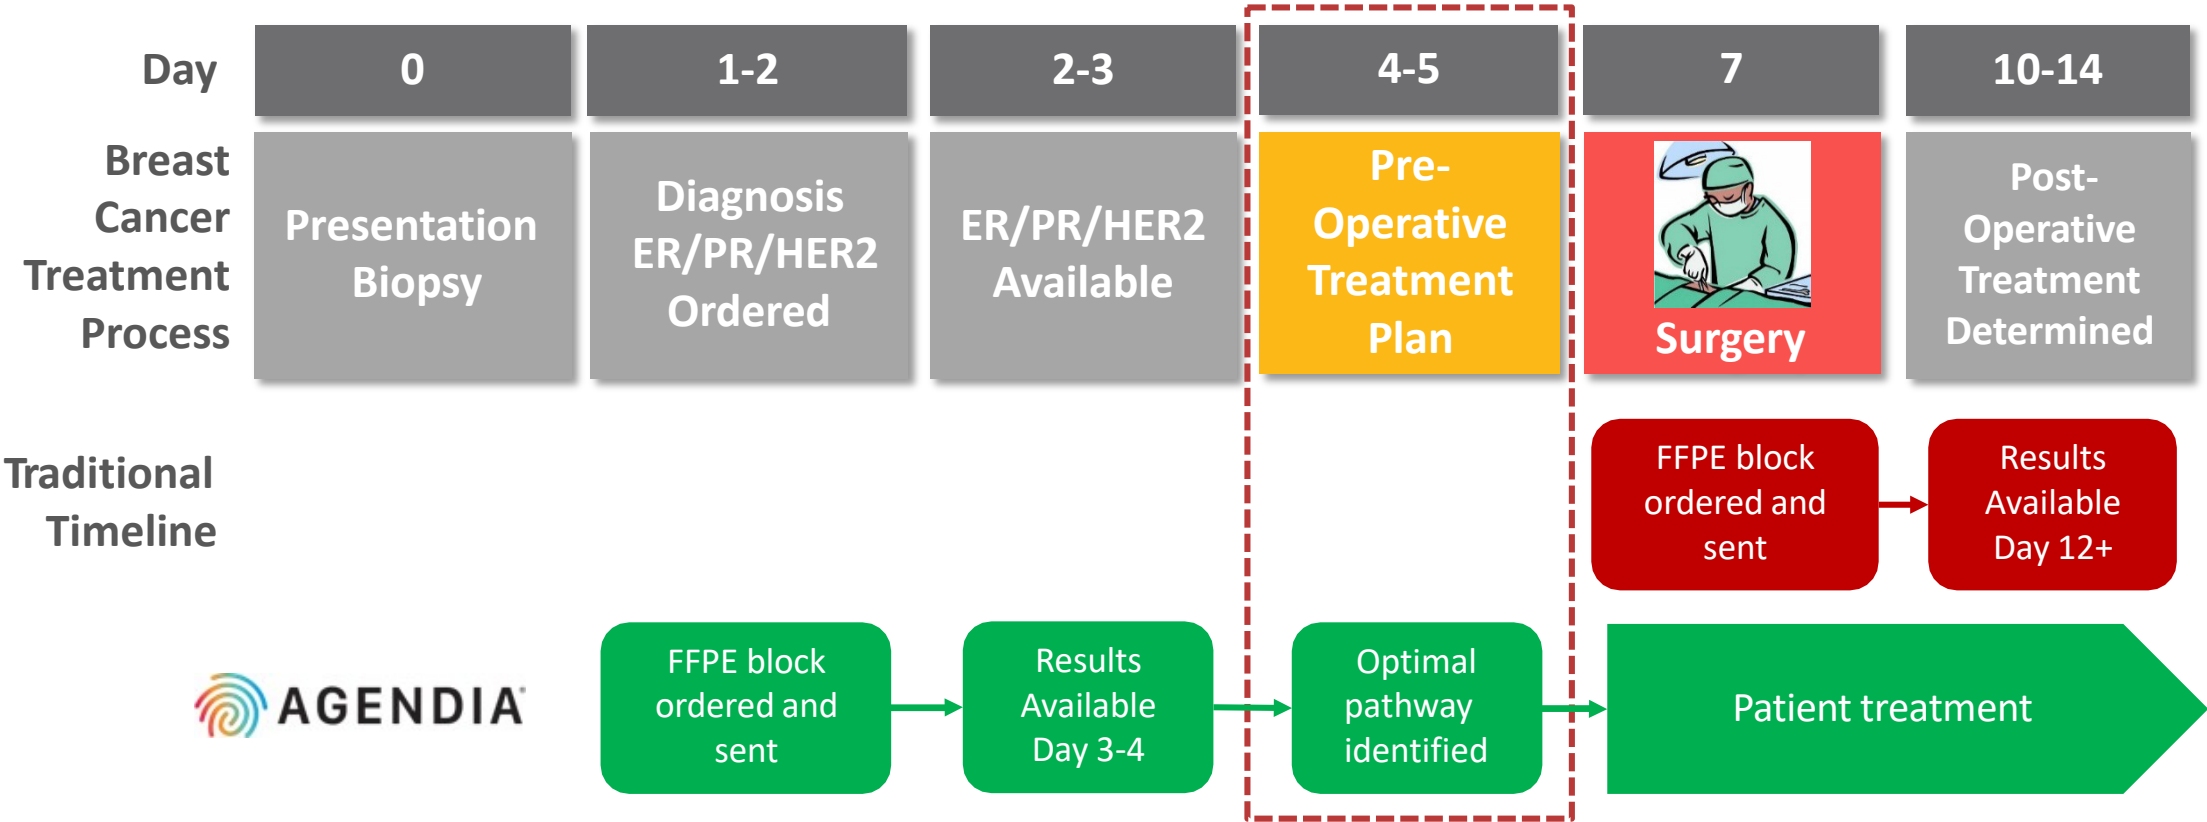 Day
0
1-2
2-3
4-5
7
10-14
Breast
Cancer
Treatment
Process
Presentation
Biopsy
Diagnosis
ER/PR/HER2
Ordered
ER/PR/HER2
Available
Pre-
Operative
Treatment
Plan
Surgery
Post-
Operative
Treatment
Determined
Traditional
Timeline
FFPE block
ordered and
sent
Results
Available
Day 12+
AGENDIA
FFPE block
ordered and
sent
Results
Available
Day 3-4
Optimal
pathway
identified
Patient treatment